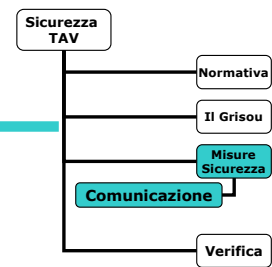 Sicurezza
TAV
Normativa
Il Grisou
Misure
Sicurezza
Comunicazione
Verifica